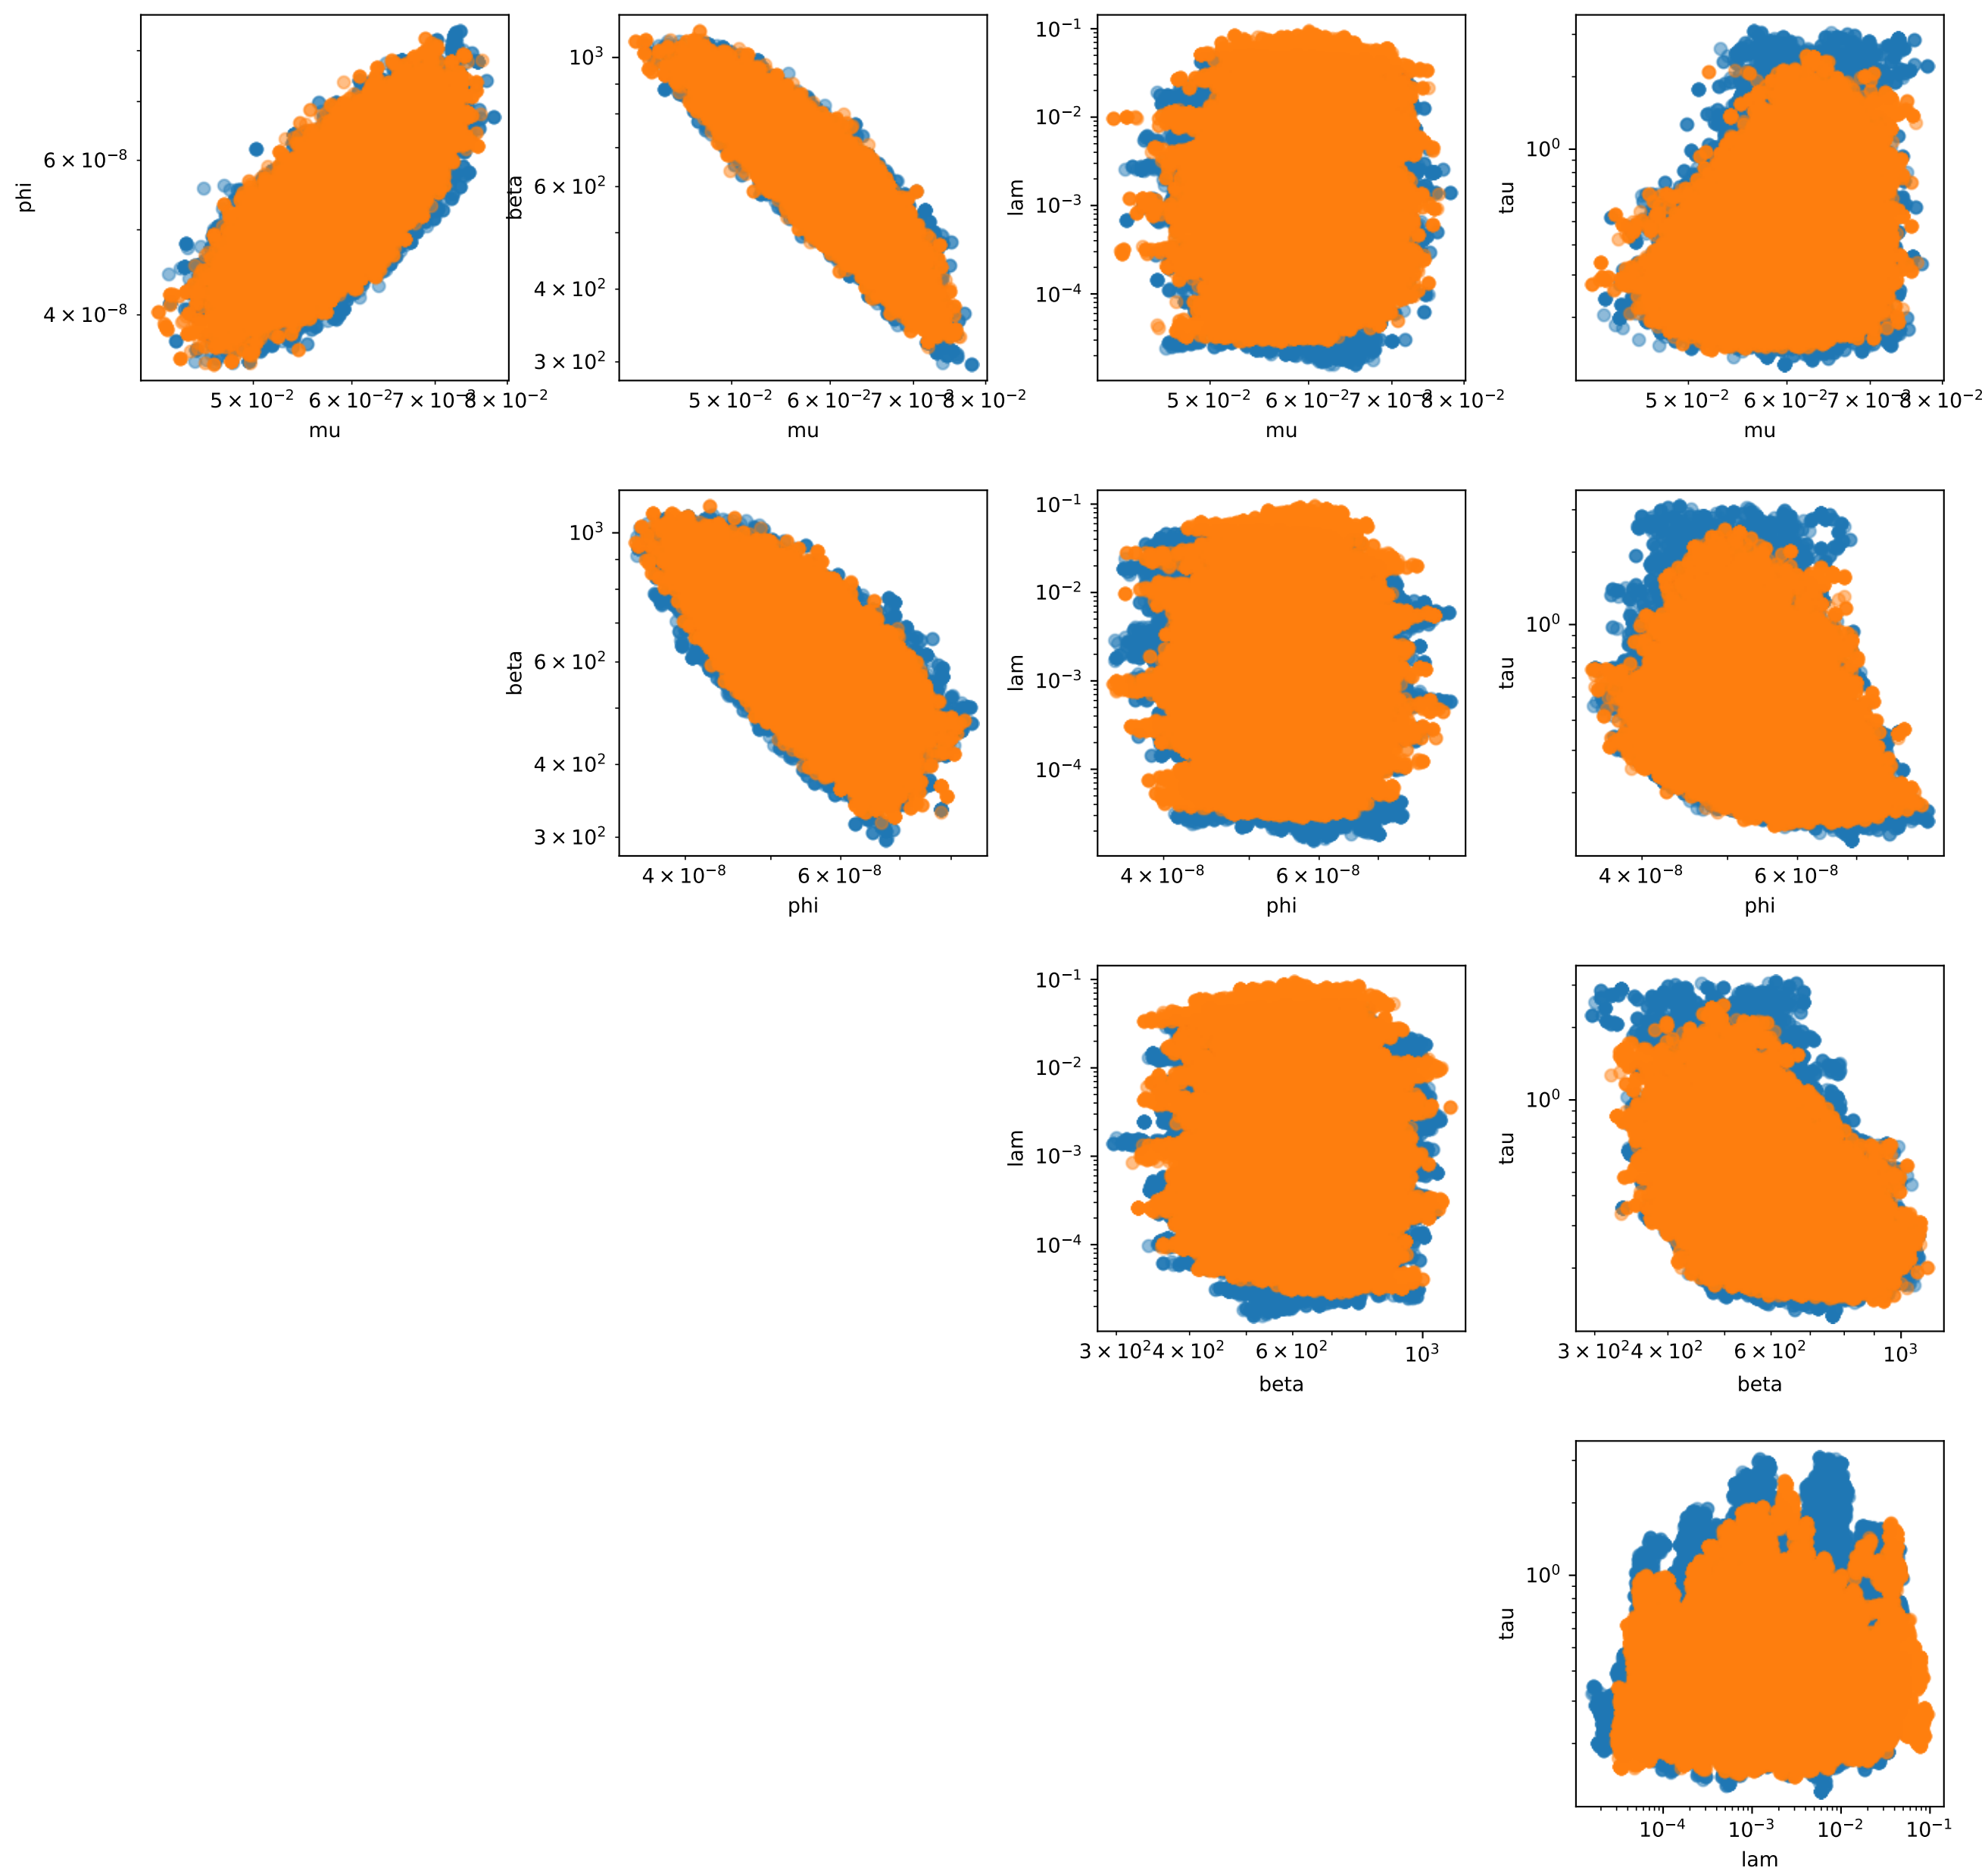 phi
6 × 10⁻⁸
4 × 10⁻⁸
5 × 10⁻² 6 × 10⁻² 7 × 10⁻² 8 × 10⁻²
mu
beta
10³
6 × 10²
4 × 10²
3 × 10²
5 × 10⁻² 6 × 10⁻² 7 × 10⁻² 8 × 10⁻²
mu
lam
10⁻¹
10⁻²
10⁻³
10⁻⁴
5 × 10⁻² 6 × 10⁻² 7 × 10⁻² 8 × 10⁻²
mu
tau
10⁰
5 × 10⁻² 6 × 10⁻² 7 × 10⁻² 8 × 10⁻²
mu
beta
10³
6 × 10²
4 × 10²
3 × 10²
4 × 10⁻⁸ 6 × 10⁻⁸
phi
lam
10⁻¹
10⁻²
10⁻³
10⁻⁴
4 × 10⁻⁸ 6 × 10⁻⁸
phi
tau
10⁰
4 × 10⁻⁸ 6 × 10⁻⁸
phi
lam
10⁻¹
10⁻²
10⁻³
10⁻⁴
3 × 10² 4 × 10² 6 × 10² 10³
beta
tau
10⁰
3 × 10² 4 × 10² 6 × 10² 10³
beta
tau
10⁰
10⁻⁴ 10⁻³ 10⁻² 10⁻¹
lam